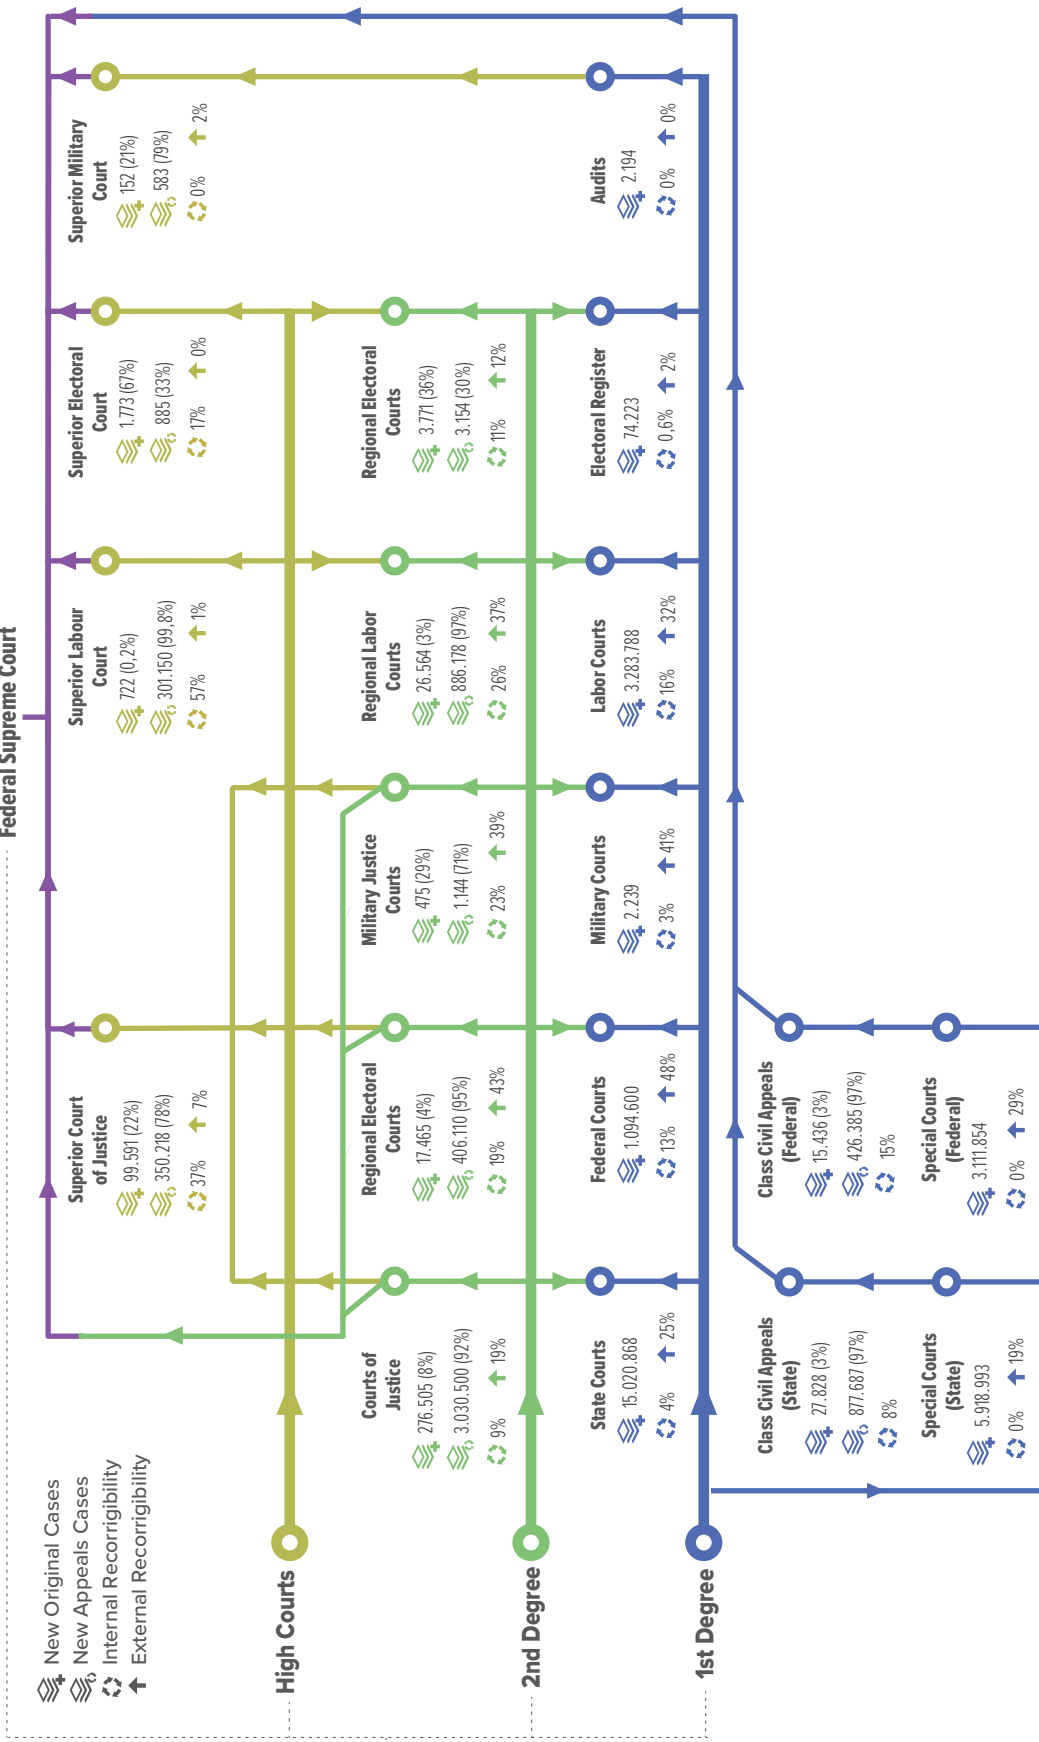 Federal Supreme Court
New Original Cases
New Appeals Cases
Internal Recorrigibility
External Recorrigibility
High Courts
Superior Court
of Justice
99.591 (22%)
350.218 (78%)
37% 7%
Superior Labour
Court
722 (0,2%)
301.150 (99,8%)
57% 1%
Superior Electoral
Court
1.773 (67%)
885 (33%)
17% 0%
Superior Military
Court
152 (21%)
583 (79%)
0% 2%
2nd Degree
Courts of
Justice
276.505 (8%)
3.030.500 (92%)
9% 19%
Regional Electoral
Courts
17.465 (4%)
406.110 (95%)
19% 43%
Military Justice
Courts
475 (29%)
1.144 (71%)
23% 39%
Regional Labor
Courts
26.564 (3%)
886.178 (97%)
26% 37%
Regional Electoral
Courts
3.771 (36%)
3.154 (30%)
11% 12%
1st Degree
State Courts
15.020.868
4% 25%
Federal Courts
1.094.600
13% 48%
Military Courts
2.239
3% 41%
Labor Courts
3.283.788
16% 32%
Electoral Register
74.223
0,6% 2%
Audits
2.194
0% 0%
Class Civil Appeals
(State)
27.828 (3%)
877.687 (97%)
8%
Class Civil Appeals
(Federal)
15.436 (3%)
426.385 (97%)
15%
Special Courts
(State)
5.918.993
0% 19%
Special Courts
(Federal)
3.111.854
0% 29%